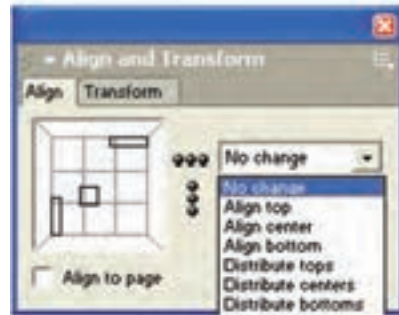 Align and Transform
Align Transform
No change
No change
Align top
Align center
Align bottom
Distribute tops
Distribute centers
Distribute bottoms
Align to page